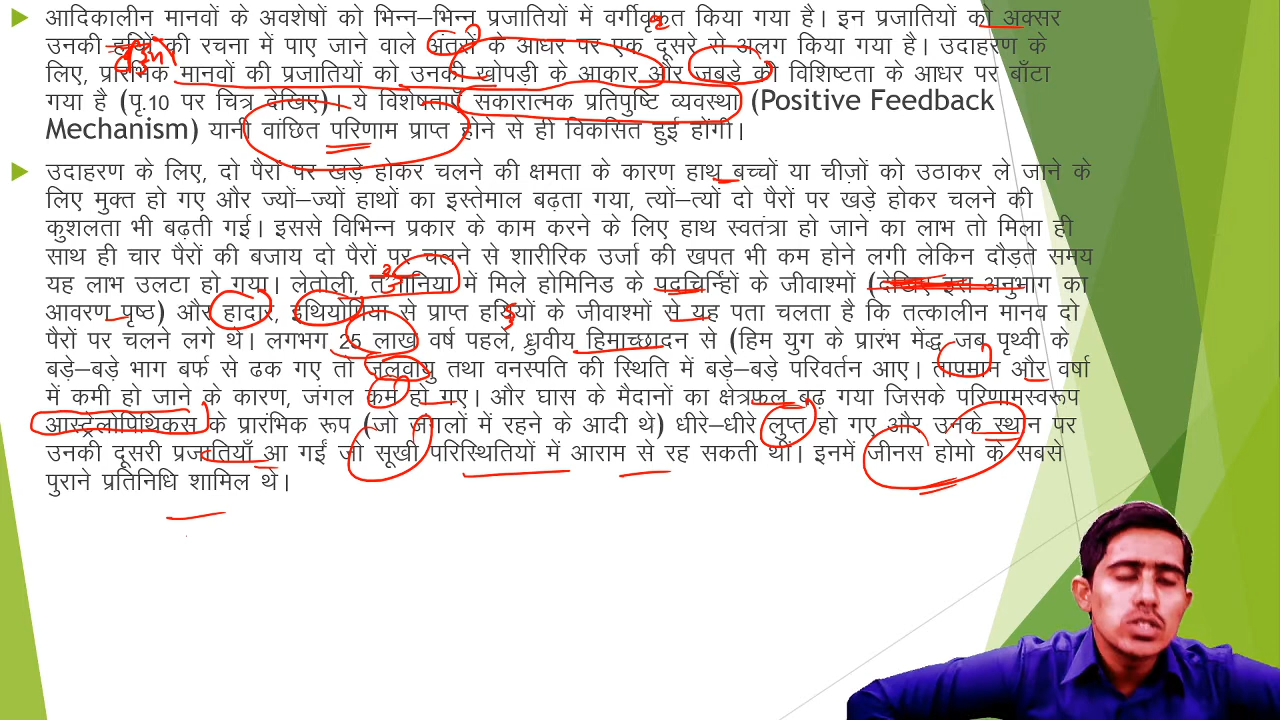 आदिकालीन मानवों के अवशेषों को भिन्न–भिन्न प्रजातियों में वर्गीकृत किया गया है। इन प्रजातियों को अक्सर
उनकी की रचना में पाए जाने वाले अंतरों के आधर पर एक दूसरे से अलग किया गया है। उदाहरण के
लिए, प्रारंभिक मानवों की प्रजातियों को उनकी खोपड़ी के आकार और जबड़े की विशिष्टता के आधर पर बाँटा
गया है (पृ.10 पर चित्र देखिए)। ये विशेषताएँ सकारात्मक प्रतिपुष्टि व्यवस्था (Positive Feedback
Mechanism) यानी वांछित परिणाम प्राप्त होने से ही विकसित हुई होंगी।
उदाहरण के लिए, दो पैरों पर खड़े होकर चलने की क्षमता के कारण हाथ बच्चों या चीज़ों को उठाकर ले जाने के
लिए मुक्त हो गए और ज्यों–ज्यों हाथों का इस्तेमाल बढ़ता गया, त्यों–त्यों दो पैरों पर खड़े होकर चलने की
कुशलता भी बढ़ती गई। इससे विभिन्न प्रकार के काम करने के लिए हाथ स्वतंत्रा हो जाने का लाभ तो मिला ही
साथ ही चार पैरों की बजाय दो पैरों पर चलने से शारीरिक उर्जा की खपत भी कम होने लगी लेकिन दौड़ते समय
यह लाभ उलटा हो गया। लेतोली, में मिले होमिनिड के के जीवाश्मों (देखिए इस अनुभाग का
आवरण पृष्ठ) और हादार, इथियोपिया से प्राप्त के जीवाश्मों से यह पता चलता है कि तत्कालीन मानव दो
पैरों पर चलने लगे थे। लगभग 25 लाख वर्ष पहले, ध्रुवीय हिमाच्छादन से (हिम युग के प्रारंभ मेंद्ध जब पृथ्वी के
बड़े–बड़े भाग बर्फ से ढक गए तो जलवायु तथा वनस्पति की स्थिति में बड़े–बड़े परिवर्तन आए। तापमान और वर्षा
में कमी हो जाने के कारण, जंगल कम हो गए। और घास के मैदानों का क्षेत्रफल बढ़ गया जिसके परिणामस्वरूप
आस्ट्रेलोपिथिकस के प्रारंभिक रूप (जो जंगलों में रहने के आदी थे) धीरे–धीरे लुप्त हो गए और उनके स्थान पर
उनकी दूसरी प्रजातियाँ आ गईं जो सूखी परिस्थितियों में आराम से रह सकती थीं। इनमें जीनस होमो के सबसे
पुराने प्रतिनिधि शामिल थे।